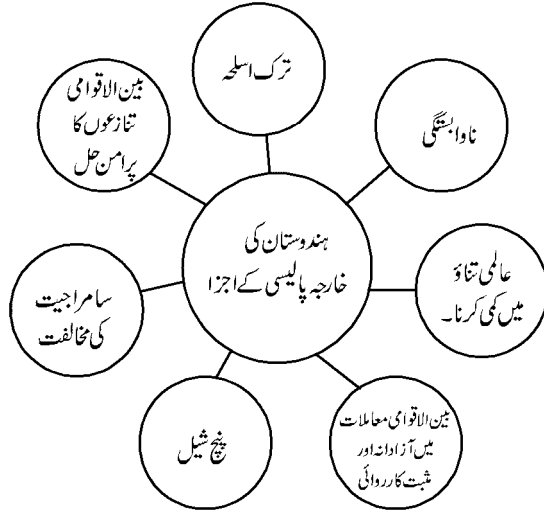 ہندوستان کی
خارجہ پالیسی کے اجزا
ترک اسلحہ
ناوابستگی
عالمی تناؤ
میں کمی کرنا۔
بین الاقوامی معاملات
میں آزادانہ اور
مثبت کارروائی
پنچ شیل
سامراجیت
کی مخالفت
بین الاقوامی
تنازعوں کا
پرامن حل